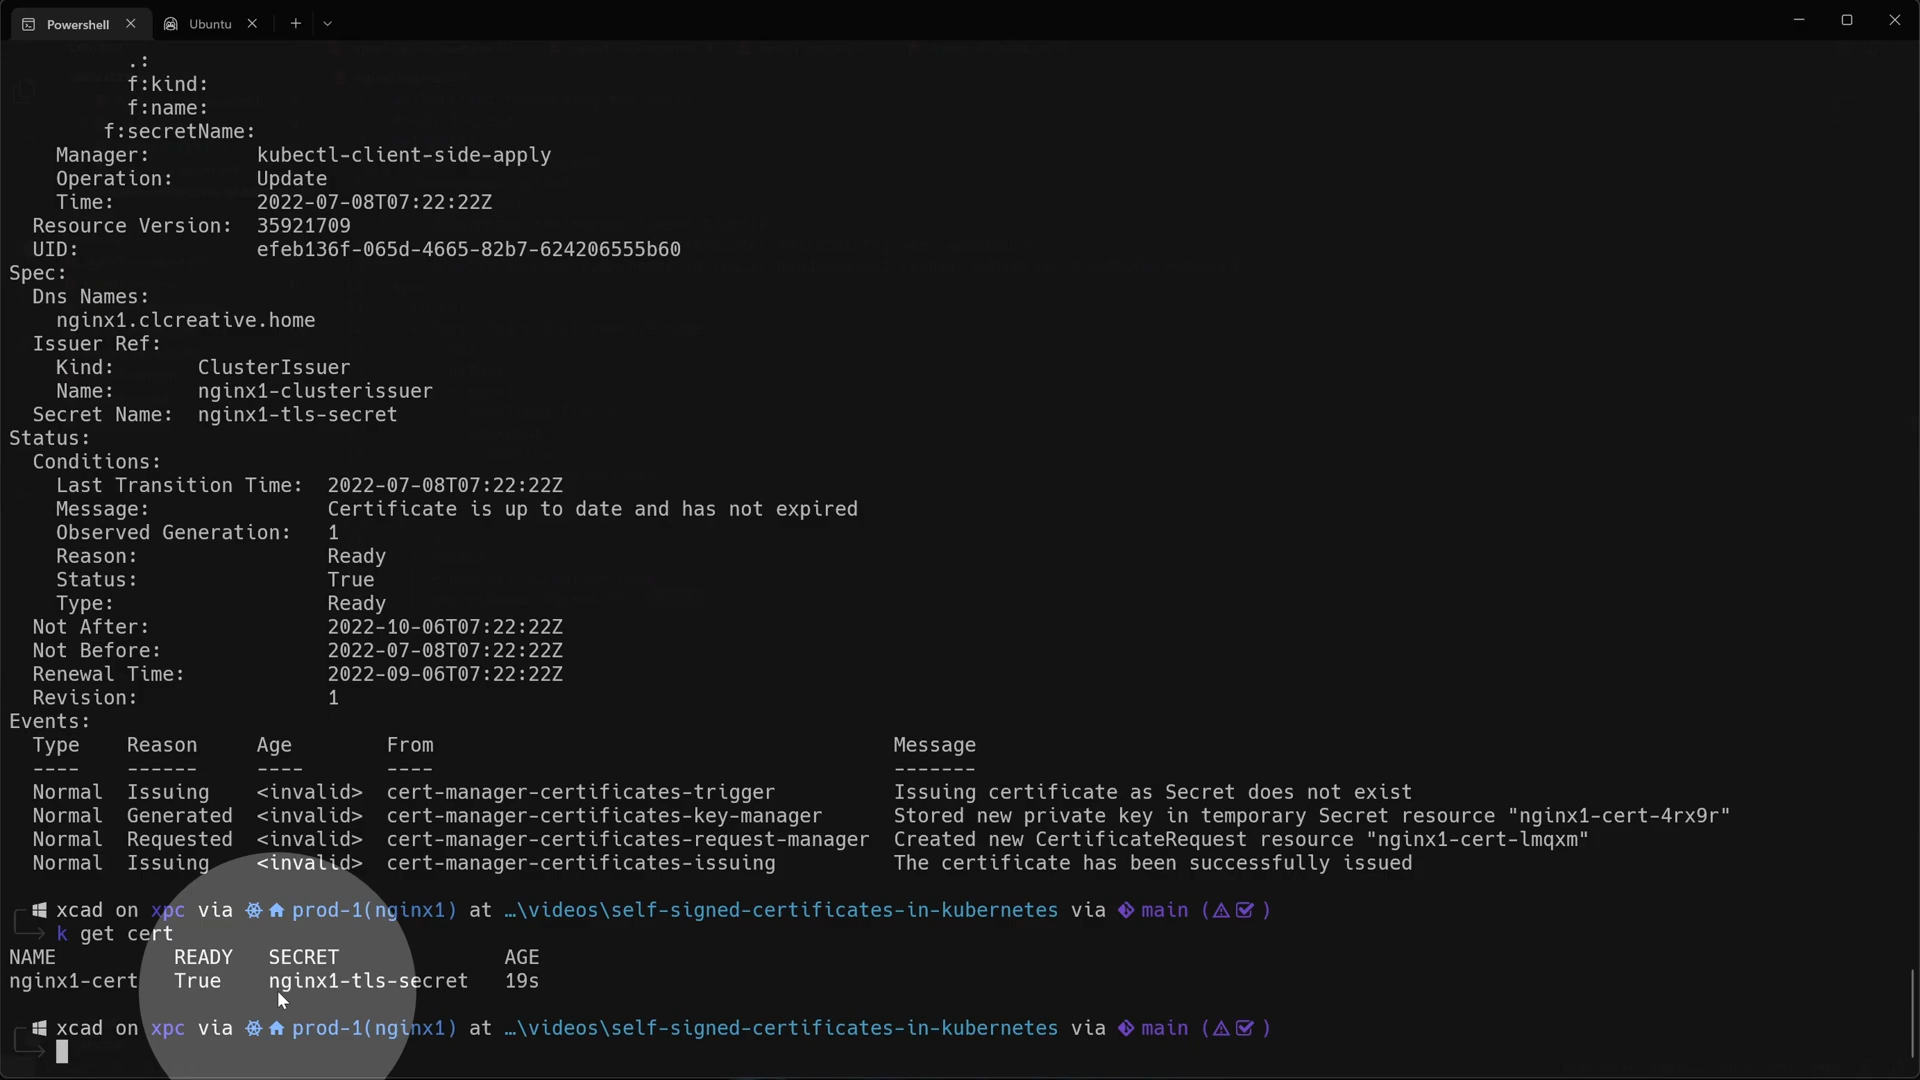 Powershell Ubuntu
.:
f:kind:
f:name:
f:secretName:
Manager: kubectl-client-side-apply
Operation: Update
Time: 2022-07-08T07:22:22Z
Resource Version: 35921709
UID: efeb136f-065d-4665-82b7-624206555b60
Spec:
Dns Names:
nginx1.clcreative.home
Issuer Ref:
Kind: ClusterIssuer
Name: nginx1-clusterissuer
Secret Name: nginx1-tls-secret
Status:
Conditions:
Last Transition Time: 2022-07-08T07:22:22Z
Message: Certificate is up to date and has not expired
Observed Generation: 1
Reason: Ready
Status: True
Type: Ready
Not After: 2022-10-06T07:22:22Z
Not Before: 2022-07-08T07:22:22Z
Renewal Time: 2022-09-06T07:22:22Z
Revision: 1
Events:
Type Reason Age From Message
---- ------ ---- ---- -------
Normal Issuing <invalid> cert-manager-certificates-trigger Issuing certificate as Secret does not exist
Normal Generated <invalid> cert-manager-certificates-key-manager Stored new private key in temporary Secret resource "nginx1-cert-4rx9r"
Normal Requested <invalid> cert-manager-certificates-request-manager Created new CertificateRequest resource "nginx1-cert-lmqxm"
Normal Issuing <invalid> cert-manager-certificates-issuing The certificate has been successfully issued
xcad on xpc via prod-1(nginx1) at …\videos\self-signed-certificates-in-kubernetes via main ( )
k get cert
NAME READY SECRET AGE
nginx1-cert True nginx1-tls-secret 19s
xcad on xpc via prod-1(nginx1) at …\videos\self-signed-certificates-in-kubernetes via main ( )